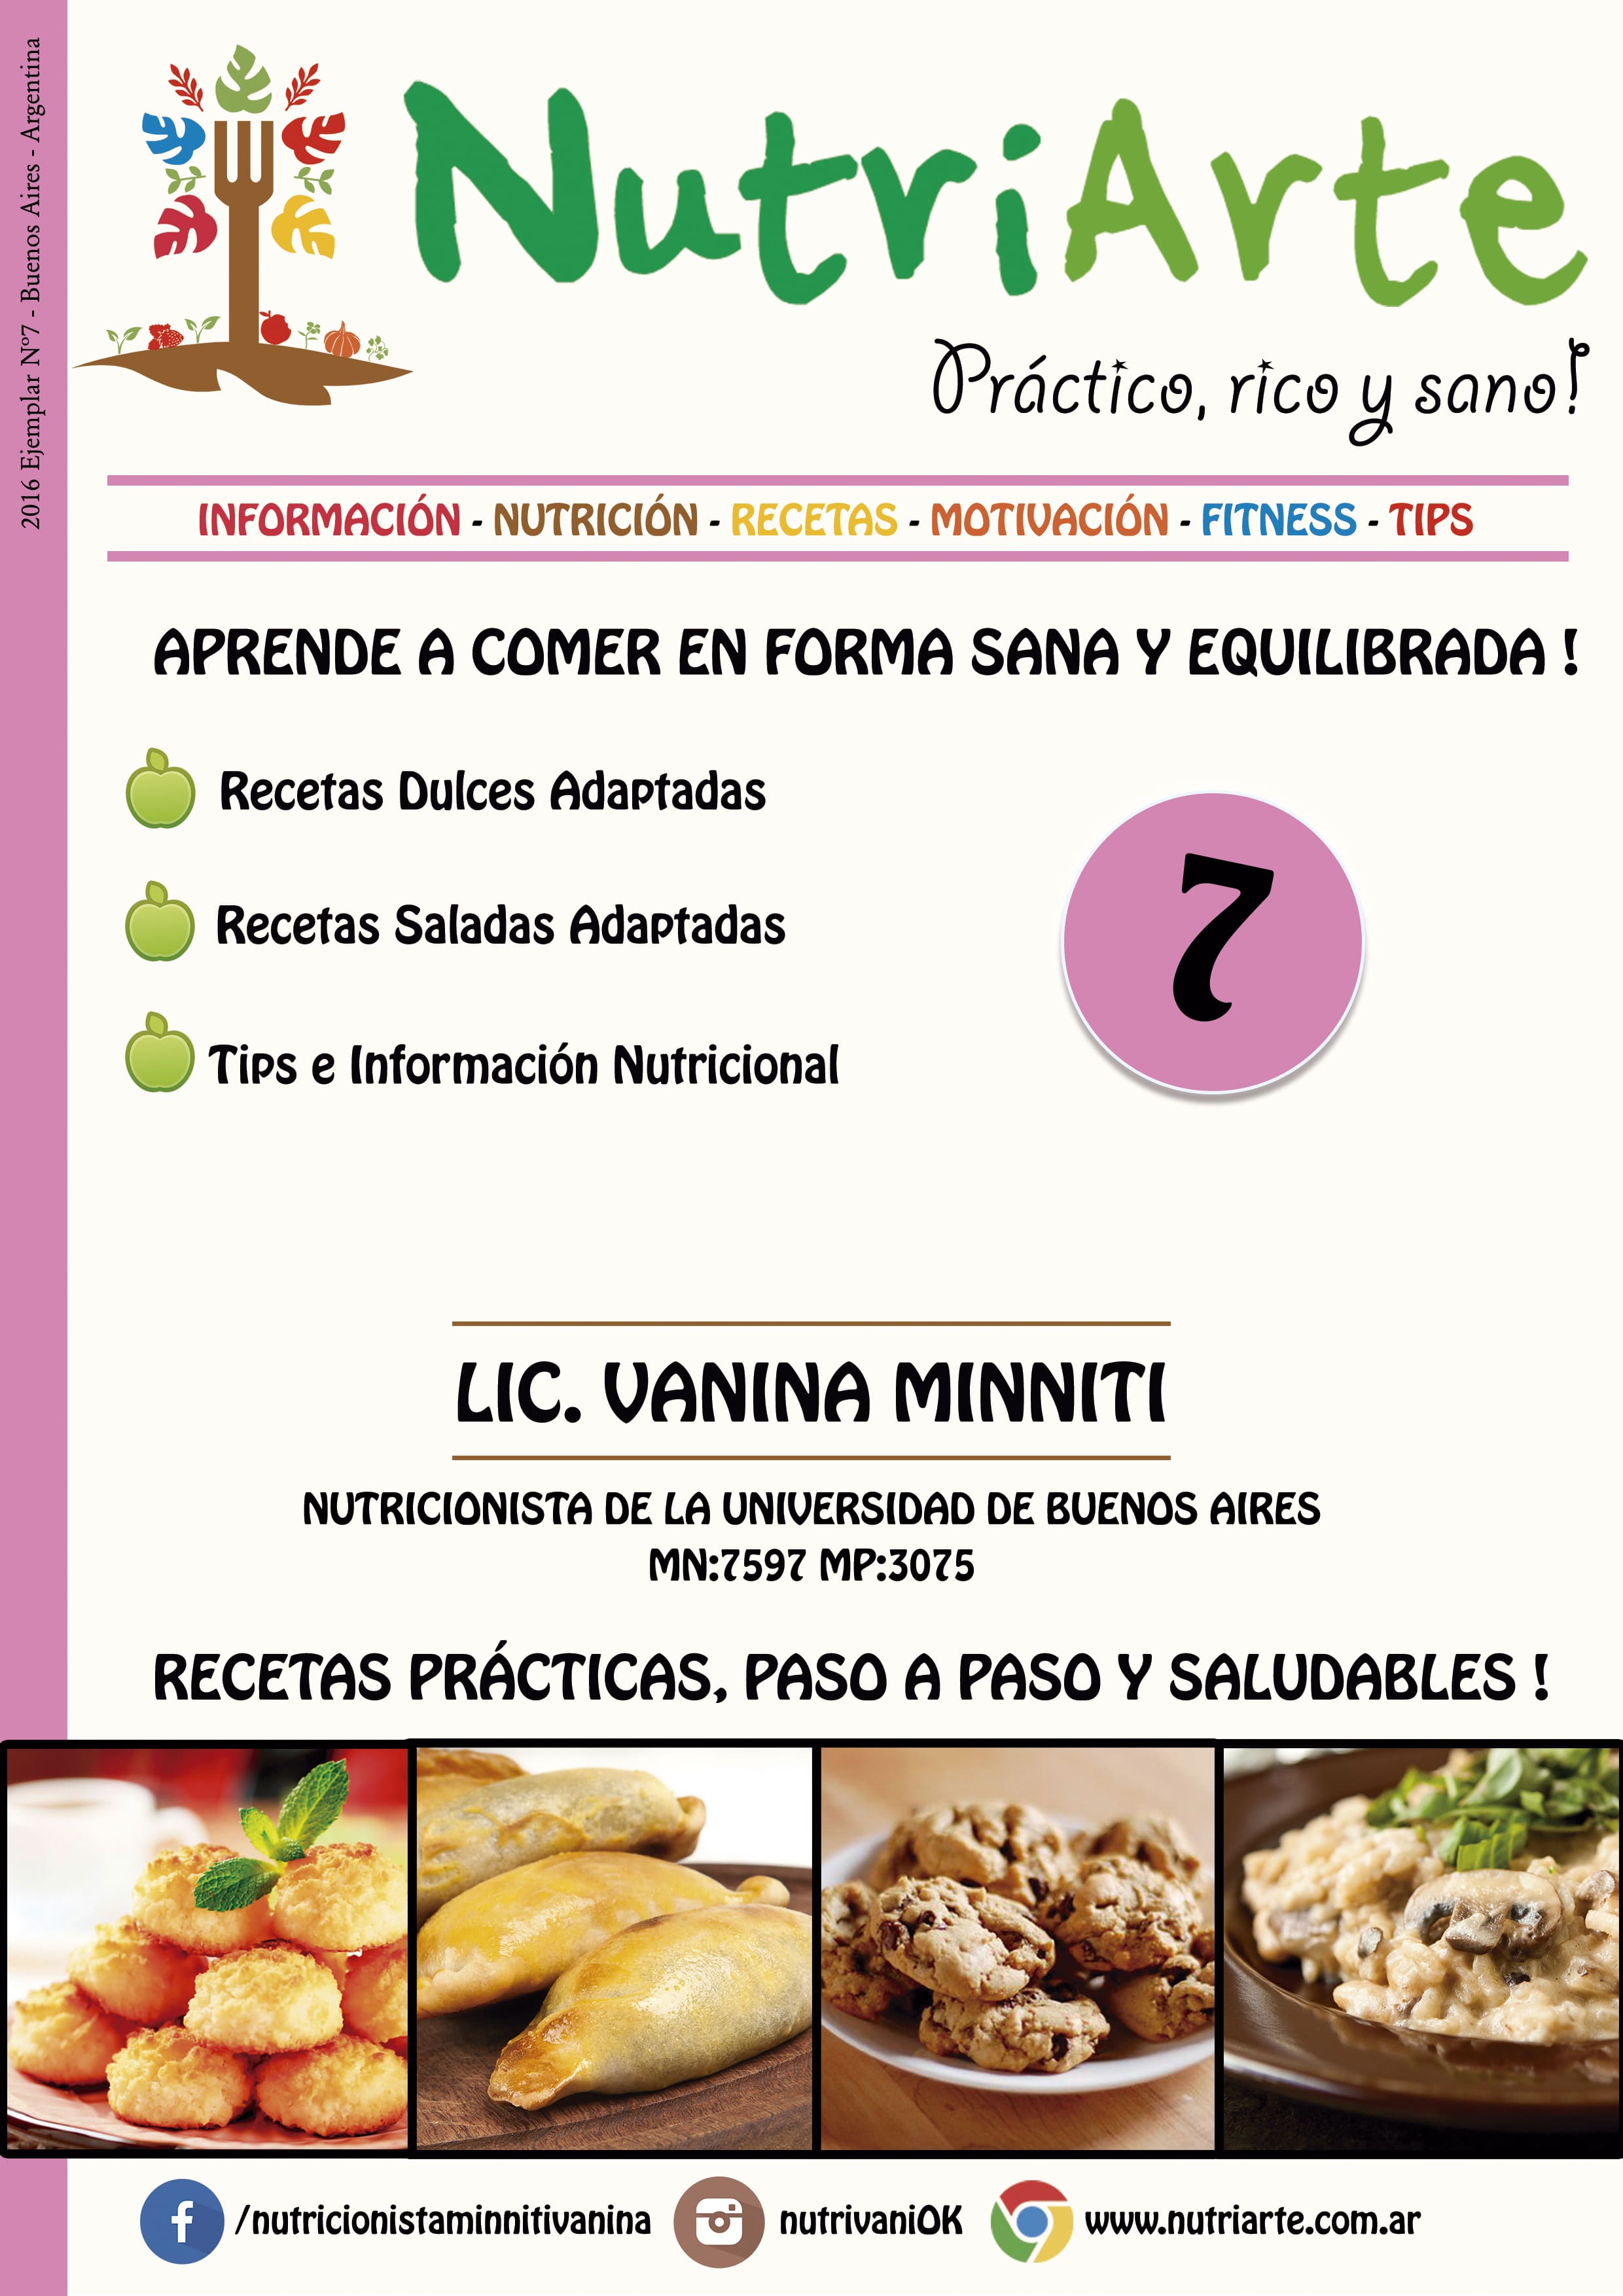 2016 Ejemplar Nº7 - Buenos Aires - Argentina
NutriArte
Práctico, rico y sano!
INFORMACIÓN - NUTRICIÓN - RECETAS - MOTIVACIÓN - FITNESS - TIPS
APRENDE A COMER EN FORMA SANA Y EQUILIBRADA !
Recetas Dulces Adaptadas
Recetas Saladas Adaptadas
Tips e Información Nutricional
7
LIC. VANINA MINNITI
NUTRICIONISTA DE LA UNIVERSIDAD DE BUENOS AIRES
MN:7597 MP:3075
RECETAS PRÁCTICAS, PASO A PASO Y SALUDABLES !
f /nutricionistaminnitivanina nutrivaniOK www.nutriarte.com.ar